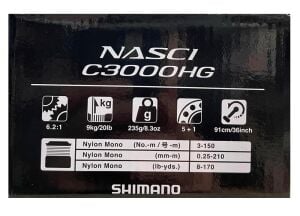 NASCI
C3000HG
kg
g
6.2:1 9kg/20lb 235g/8.3oz 5 + 1 91cm/36inch
Nylon Mono (No.-m / 号-m) 3-150
Nylon Mono (mm-m) 0.25-210
Nylon Mono (lb-yds.) 8-170
SHIMANO